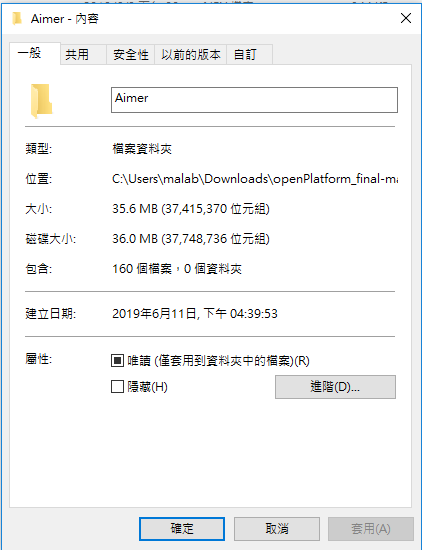 Aimer - 內容
一般 共用 安全性 以前的版本 自訂
Aimer
類型: 檔案資料夾
位置: C:\Users\malab\Downloads\openPlatform_final-ma
大小: 35.6 MB (37,415,370 位元組)
磁碟大小: 36.0 MB (37,748,736 位元組)
包含: 160 個檔案，0 個資料夾
建立日期: 2019年6月11日, 下午 04:39:53
屬性: 唯讀 (僅套用到資料夾中的檔案)(R)
隱藏(H) 進階(D)...
確定 取消 套用(A)